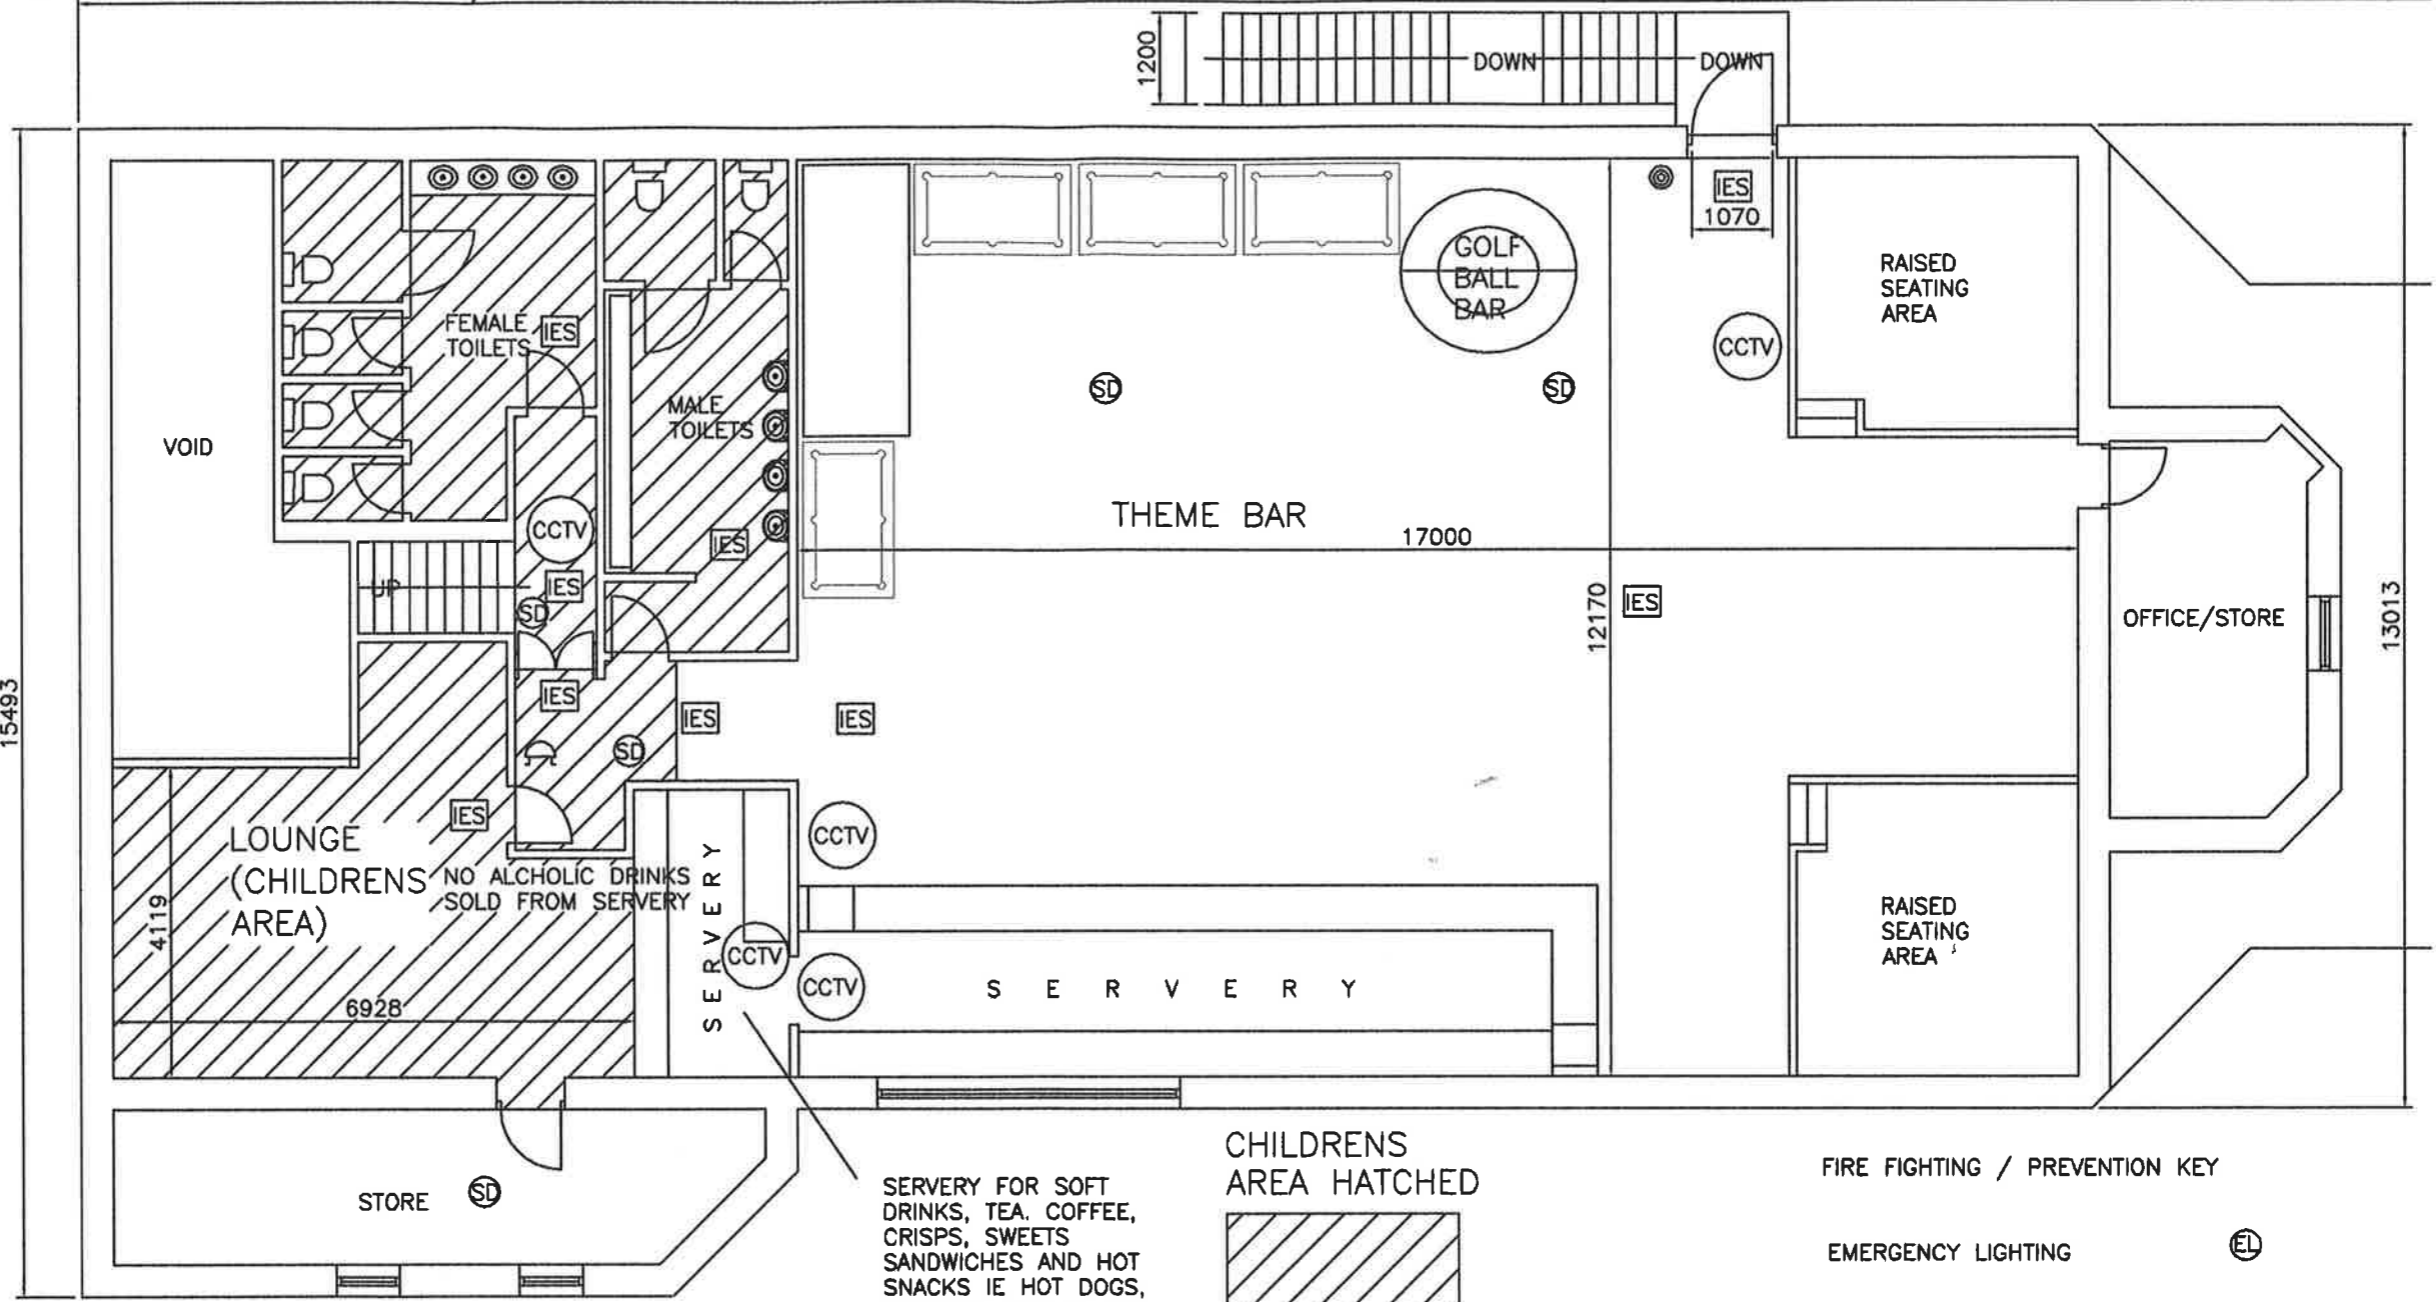 1200
DOWN
DOWN
IES
1070
GOLF
BALL
BAR
RAISED
SEATING
AREA
CCTV
FEMALE
TOILETS
IES
SD
SD
MALE
TOILETS
VOID
CCTV
IES
THEME BAR
17000
UP
IES
SD
12170
IES
OFFICE/STORE
13013
15493
IES
IES
IES
SD
IES
LOUNGE
(CHILDRENS
AREA)
NO ALCHOLIC DRINKS
SOLD FROM SERVERY
4119
6928
SERVERY
CCTV
CCTV
CCTV
SERVERY
RAISED
SEATING
AREA
STORE
SD
SERVERY FOR SOFT
DRINKS, TEA. COFFEE,
CRISPS, SWEETS
SANDWICHES AND HOT
SNACKS IE HOT DOGS,
CHILDRENS
AREA HATCHED
FIRE FIGHTING / PREVENTION KEY
EMERGENCY LIGHTING
EL